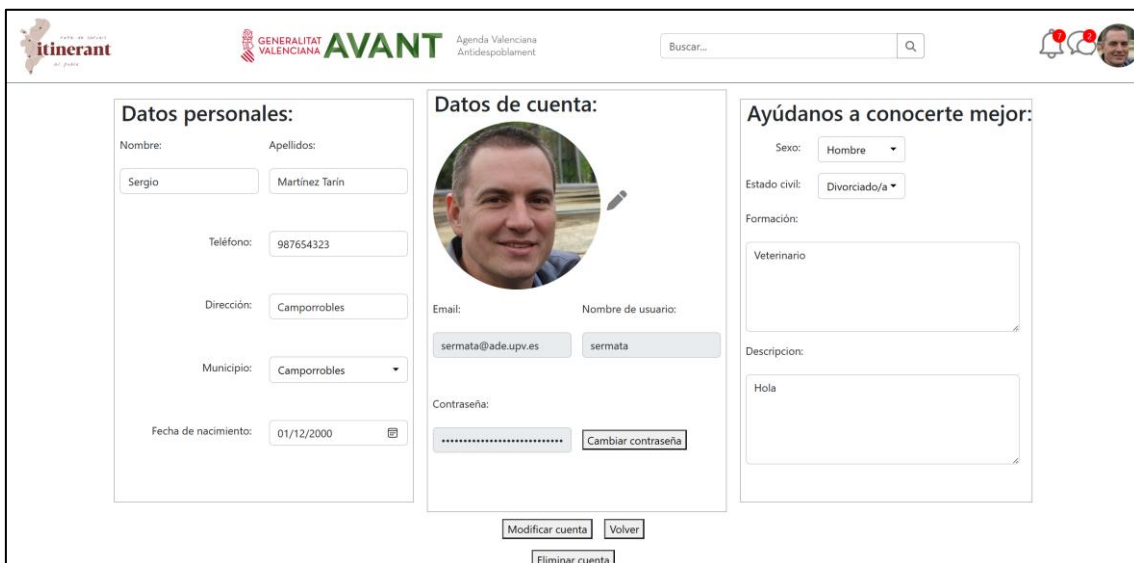 itinerant
GENERALITAT
VALENCIANA
AVANT
Agenda Valenciana
Antidespoblament
Buscar...
7
2
Datos personales:
Nombre:
Apellidos:
Sergio
Martínez Tarín
Teléfono:
987654323
Dirección:
Camporrobles
Municipio:
Camporrobles
Fecha de nacimiento:
01/12/2000
Datos de cuenta:
Email:
Nombre de usuario:
sermata@ade.upv.es
sermata
Contraseña:
Cambiar contraseña
Ayúdanos a conocerte mejor:
Sexo:
Hombre
Estado civil:
Divorciado/a
Formación:
Veterinario
Descripcion:
Hola
Modificar cuenta
Volver
Eliminar cuenta